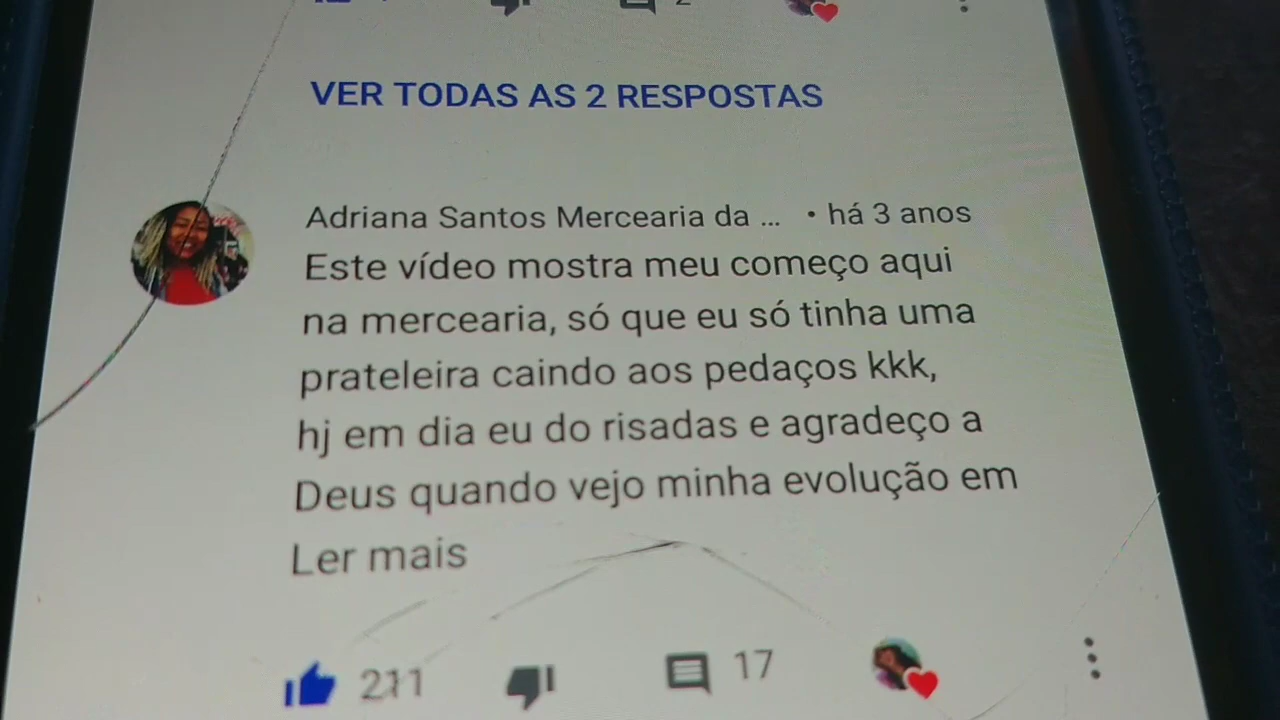 VER TODAS AS 2 RESPOSTAS
Adriana Santos Mercearia da ... • há 3 anos
Este vídeo mostra meu começo aqui
na mercearia, só que eu só tinha uma
prateleira caindo aos pedaços kkk,
hj em dia eu do risadas e agradeço a
Deus quando vejo minha evolução em
Ler mais
211 17